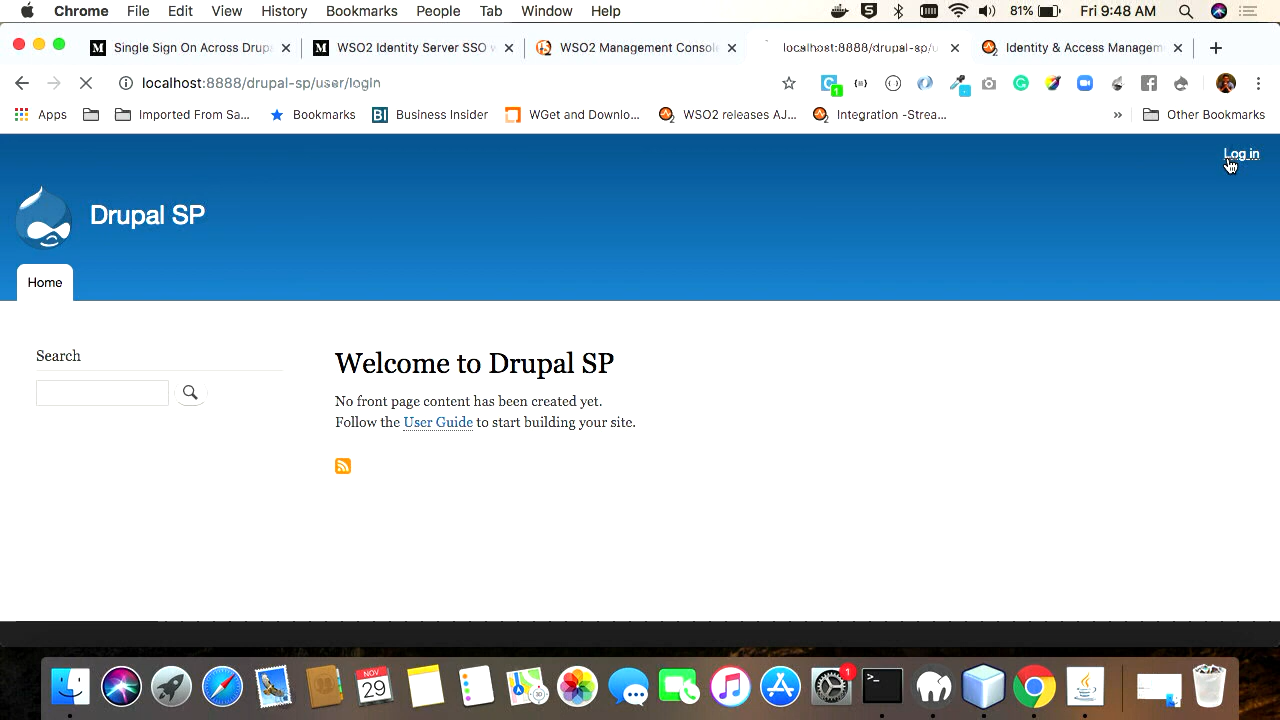 Chrome File Edit View History Bookmarks People Tab Window Help 81% Fri 9:48 AM
Single Sign On Across Drupa WSO2 Identity Server SSO w WSO2 Management Console localhost:8888/drupal-sp/u Identity & Access Managem
localhost:8888/drupal-sp/user/login
Apps Imported From Sa... Bookmarks Business Insider WGet and Downlo... WSO2 releases AJ... Integration -Strea... » Other Bookmarks
Log in
Drupal SP
Home
Search
Welcome to Drupal SP
No front page content has been created yet.
Follow the User Guide to start building your site.
NOV
29
1